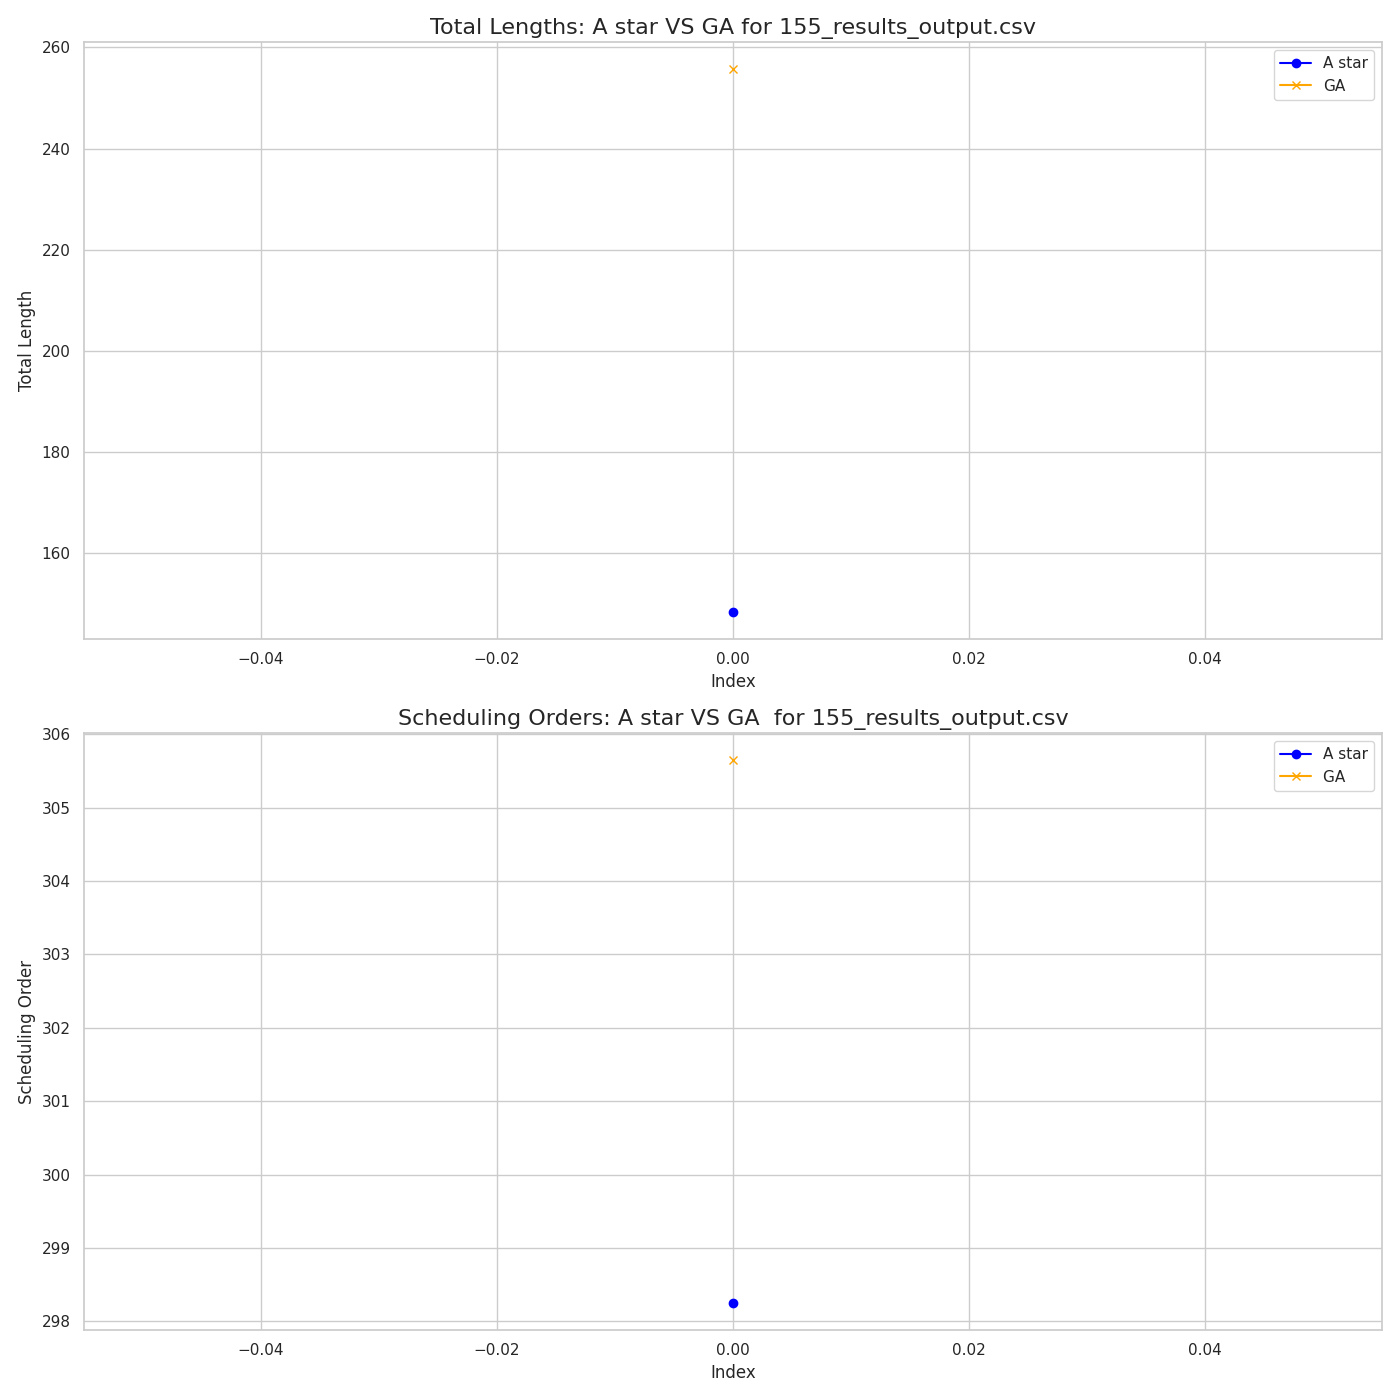 Total Lengths: A star VS GA for 155_results_output.csv
260
240
220
200
180
160
Total Length
A star
GA
−0.04
−0.02
0.00
0.02
0.04
Index
Scheduling Orders: A star VS GA  for 155_results_output.csv
306
305
304
303
302
301
300
299
298
Scheduling Order
A star
GA
−0.04
−0.02
0.00
0.02
0.04
Index